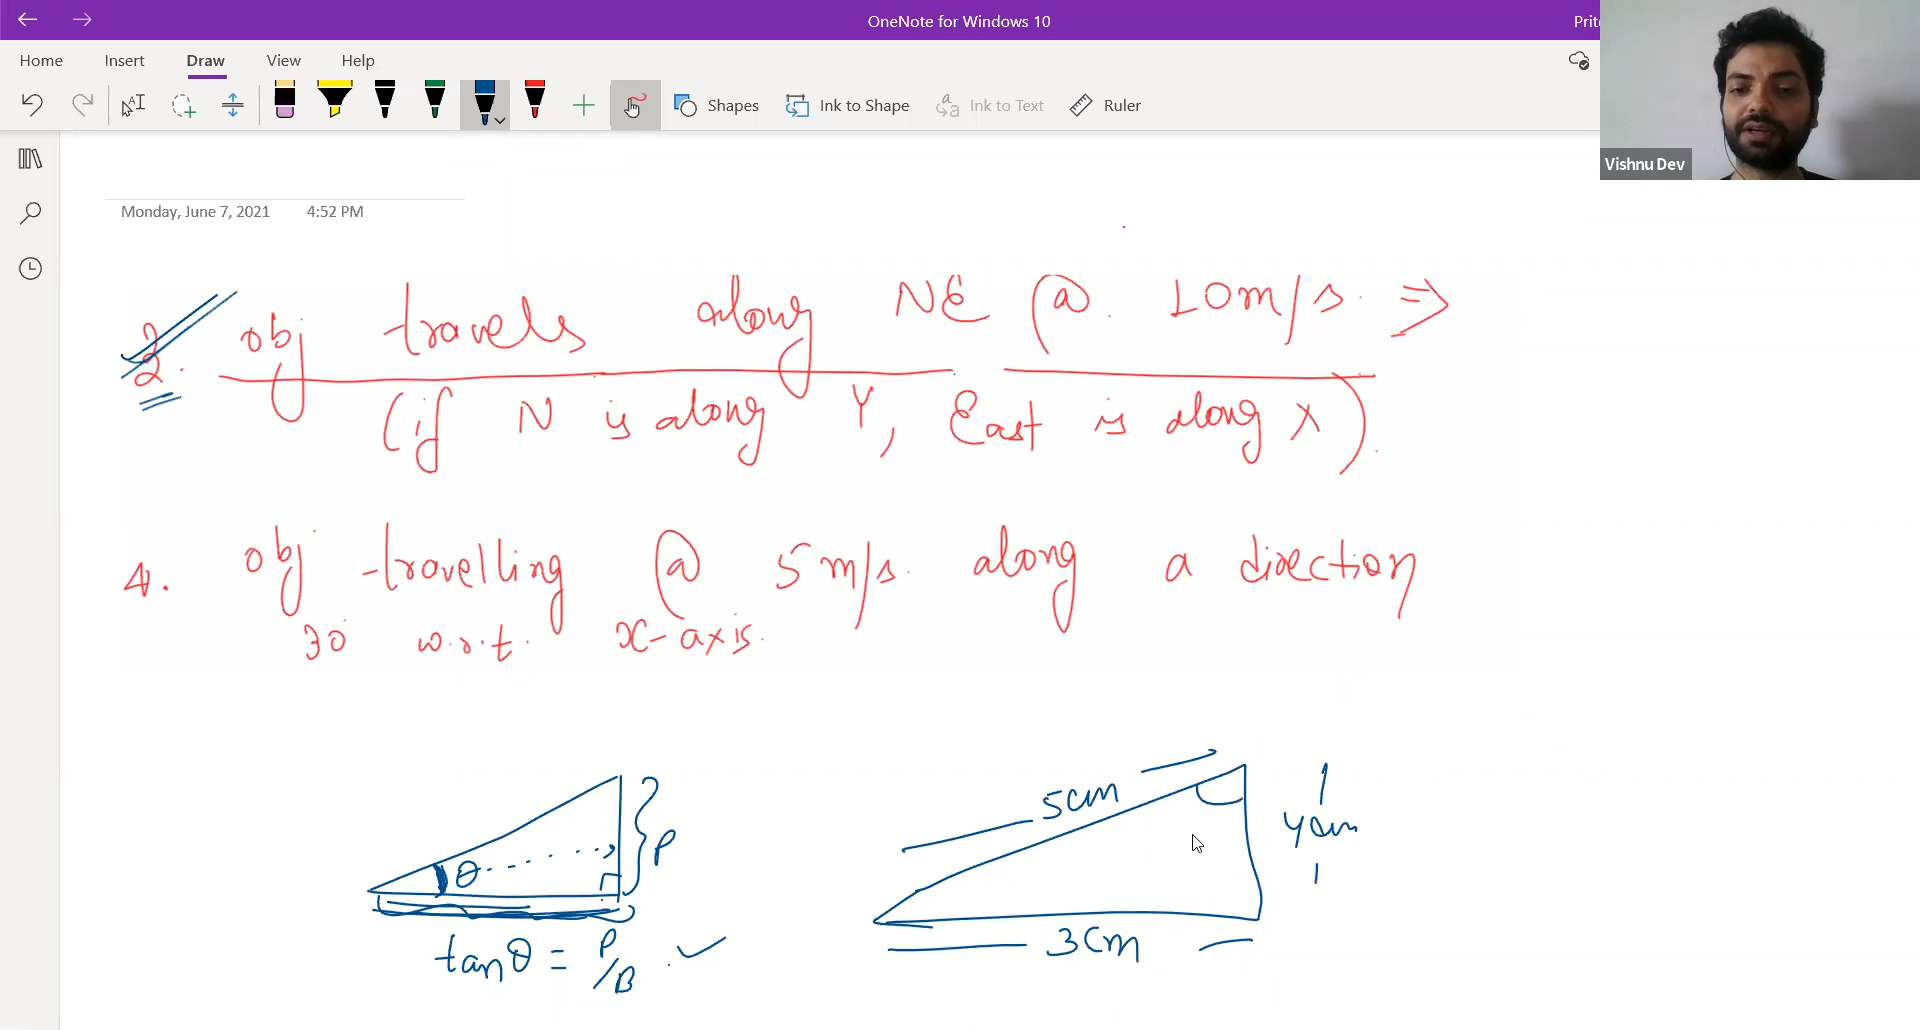 OneNote for Windows 10
Home Insert Draw View Help
Shapes Ink to Shape Ink to Text Ruler
Vishnu Dev
Monday, June 7, 2021 4:52 PM
2. obj travels along NE @ 10m/s. ⇒
(if N is along Y, East is along X).
4. obj travelling @ 5 m/s. along a direction
30° w.r.t. x-axis.
5cm
4cm
θ P
3cm
tanθ = P/B